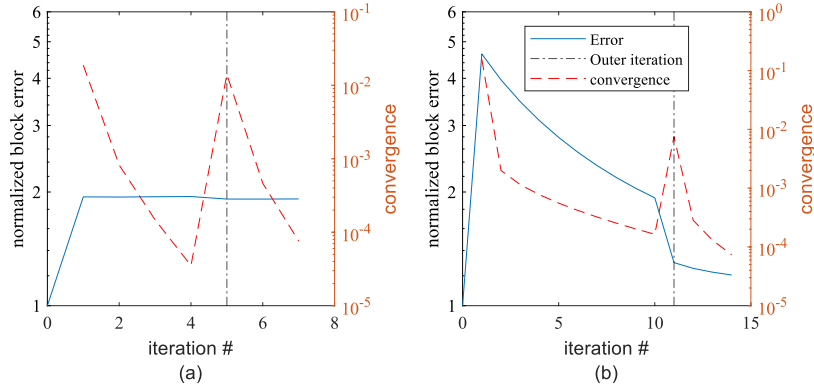 6
5
4
3
2
1
normalized block error
0
2
4
6
8
iteration #
(a)
10^{-1}
10^{-2}
10^{-3}
10^{-4}
10^{-5}
convergence
6
5
4
3
2
1
normalized block error
Error
Outer iteration
convergence
0
5
10
15
iteration #
(b)
10^0
10^{-1}
10^{-2}
10^{-3}
10^{-4}
10^{-5}
convergence